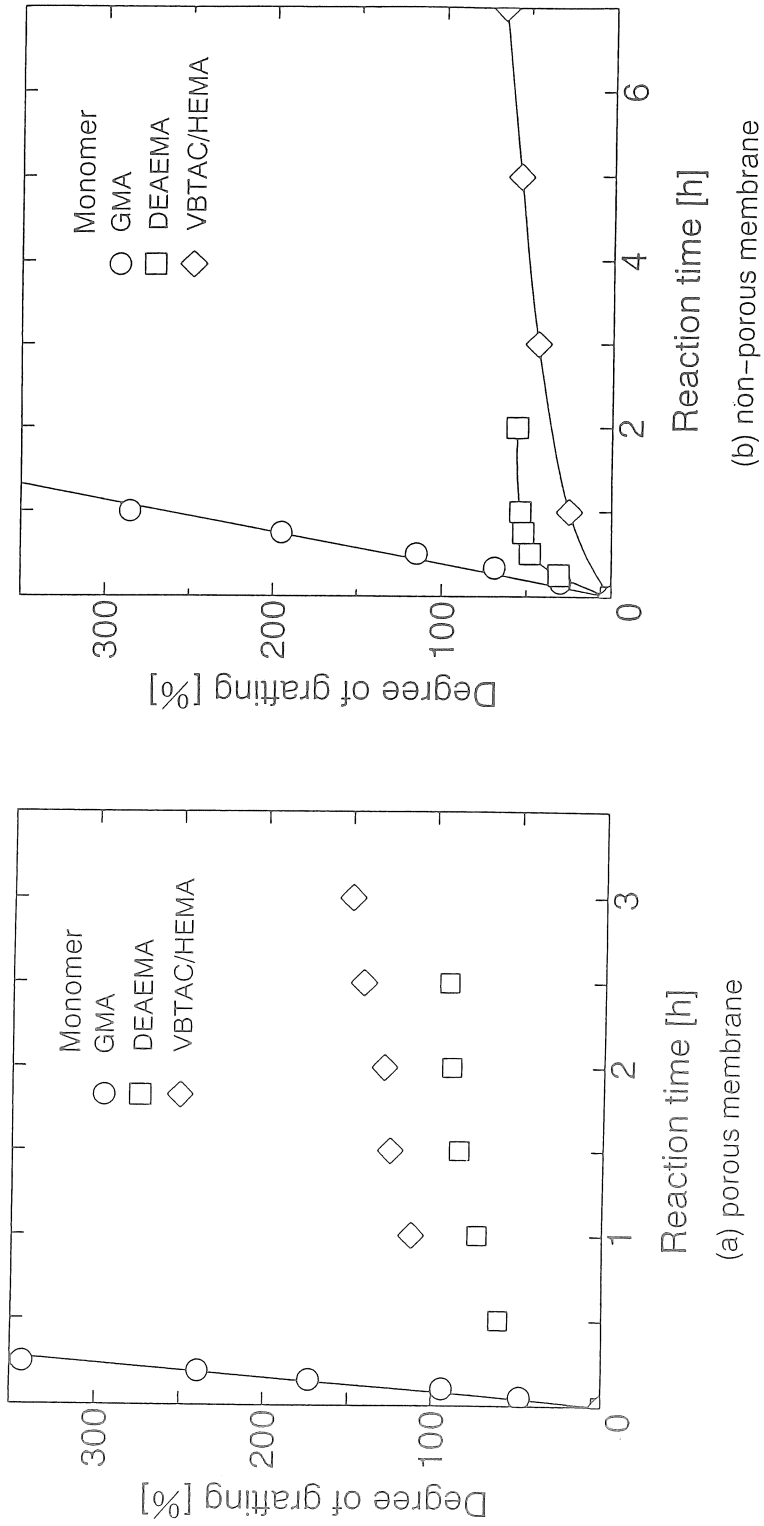 300
200
100
0
Degree of grafting [%]
Monomer
GMA
DEAEMA
VBTAC/HEMA
1
2
3
Reaction time [h]
(a) porous membrane
300
200
100
0
Degree of grafting [%]
Monomer
GMA
DEAEMA
VBTAC/HEMA
2
4
6
Reaction time [h]
(b) non-porous membrane